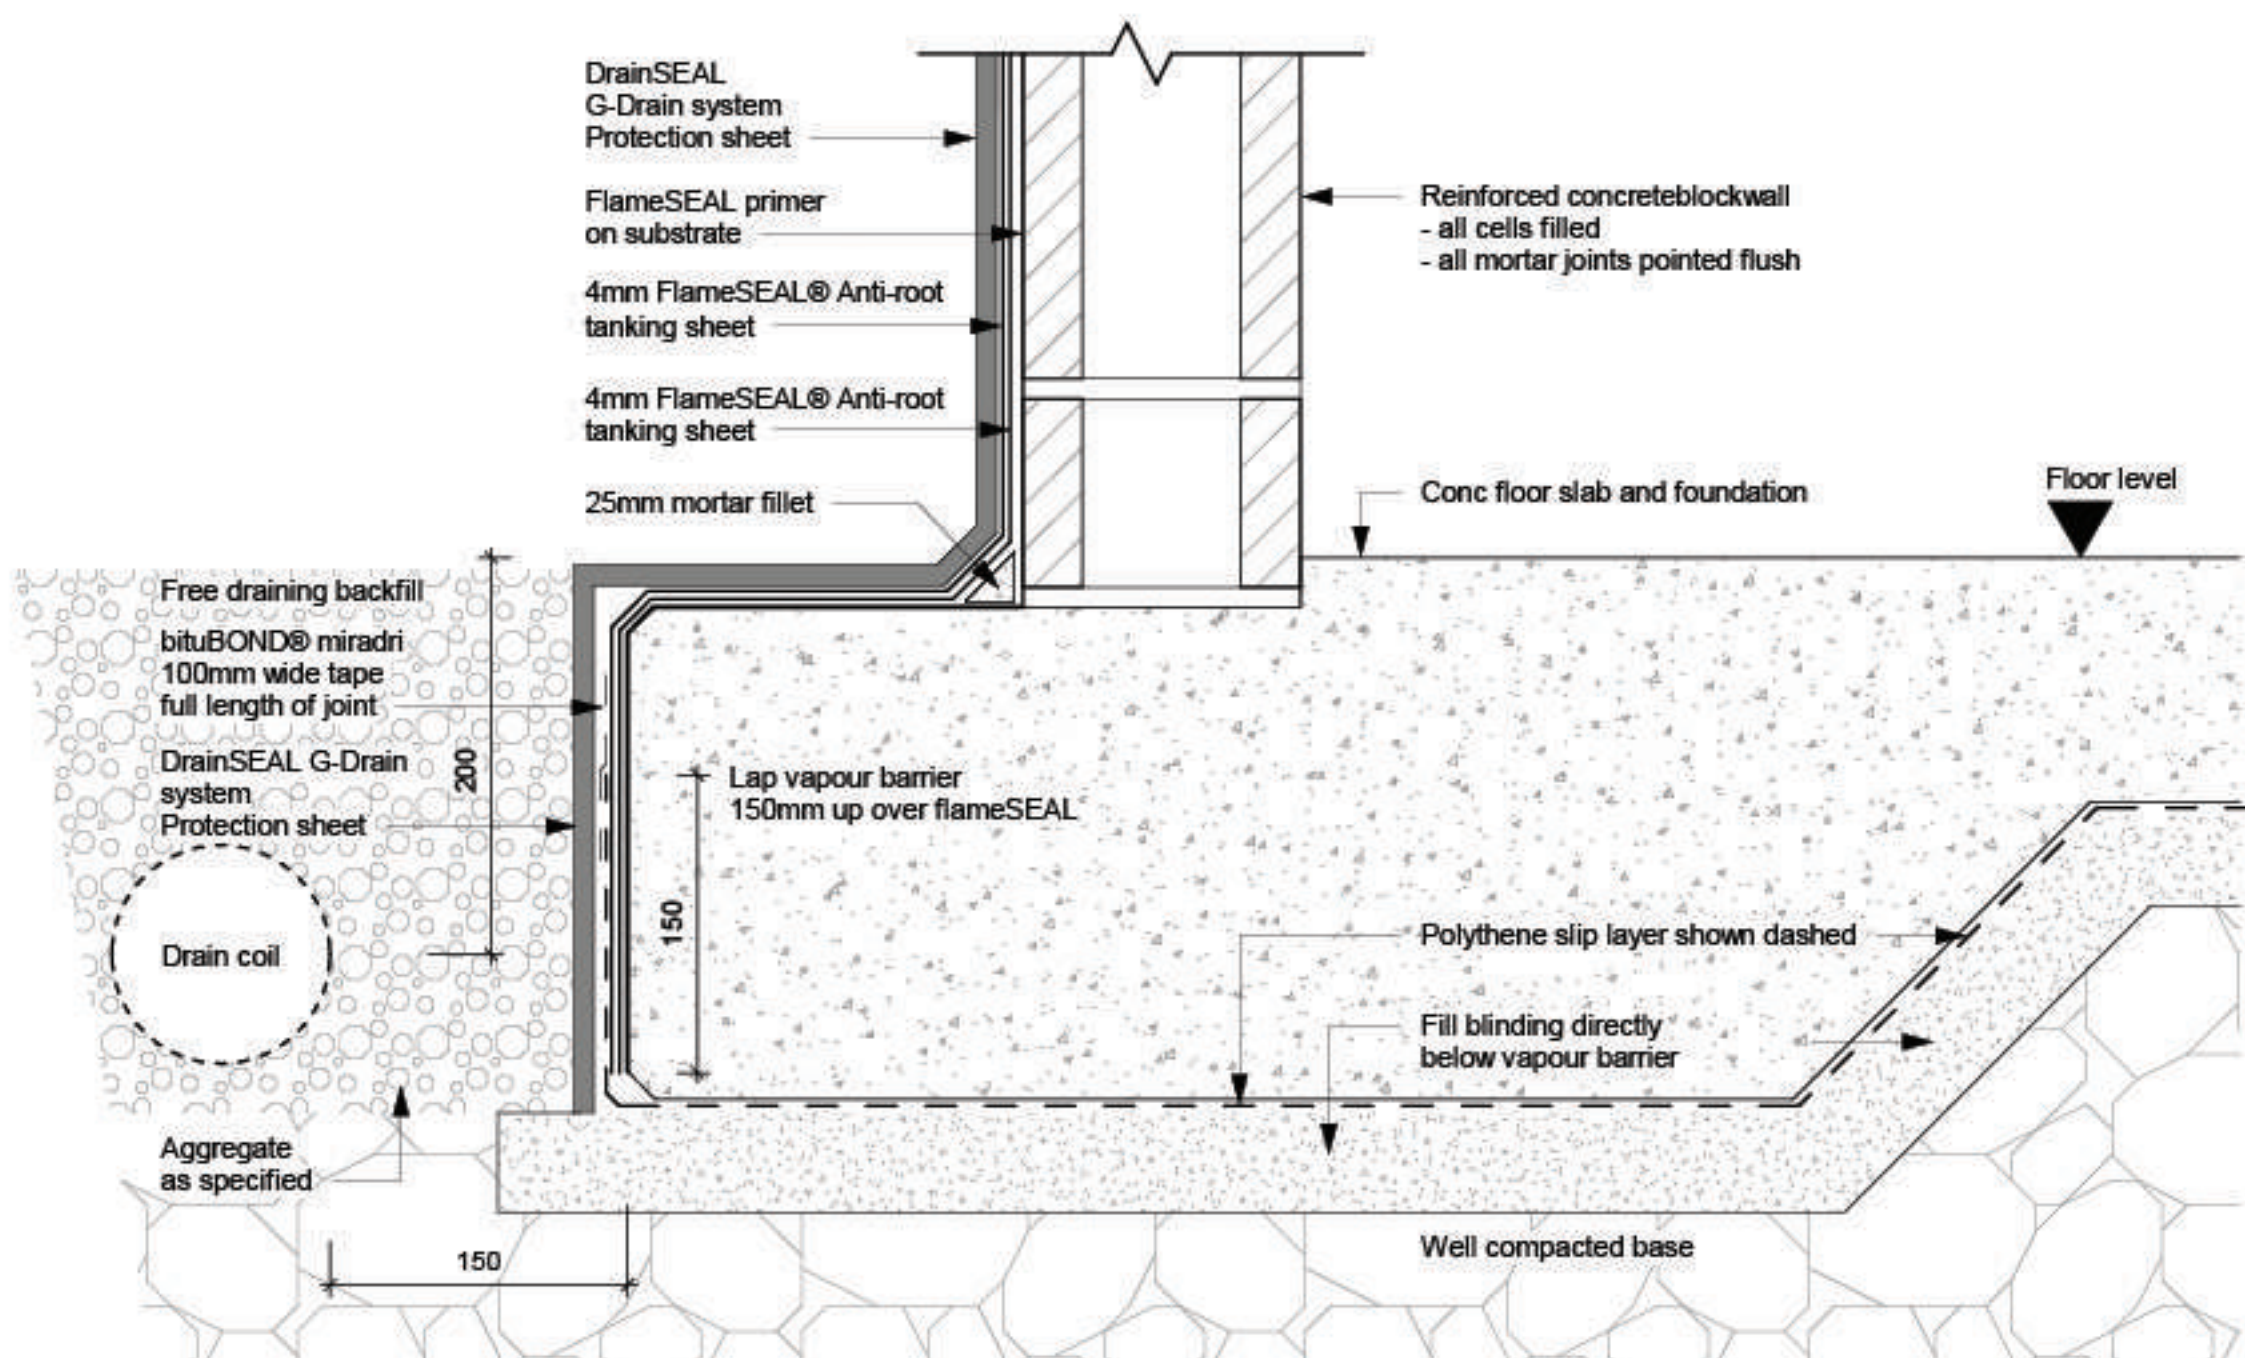 DrainSEAL
G-Drain system
Protection sheet
FlameSEAL primer
on substrate
4mm FlameSEAL® Anti-root
tanking sheet
4mm FlameSEAL® Anti-root
tanking sheet
25mm mortar fillet
Reinforced concreteblockwall
- all cells filled
- all mortar joints pointed flush
Conc floor slab and foundation
Floor level
Free draining backfill
bituBOND® miradri
100mm wide tape
full length of joint
DrainSEAL G-Drain
system
Protection sheet
200
Lap vapour barrier
150mm up over flameSEAL
150
Drain coil
Polythene slip layer shown dashed
Fill blinding directly
below vapour barrier
Aggregate
as specified
150
Well compacted base